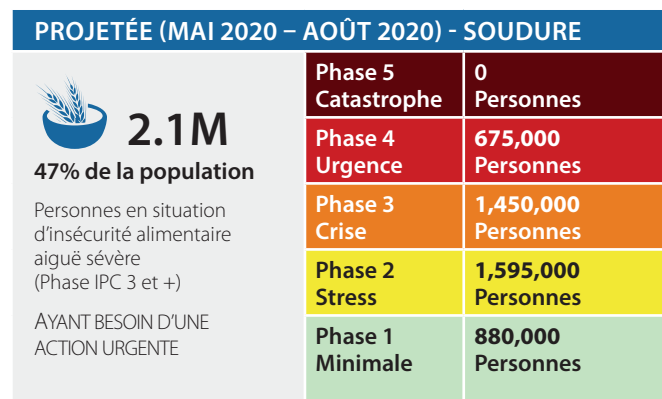 PROJETÉE (MAI 2020 – AOÛT 2020) - SOUDURE
2.1M
47% de la population
Personnes en situation
d’insécurité alimentaire
aiguë sévère
(Phase IPC 3 et +)
AYANT BESOIN D’UNE
ACTION URGENTE
Phase 5
Catastrophe
0
Personnes
Phase 4
Urgence
675,000
Personnes
Phase 3
Crise
1,450,000
Personnes
Phase 2
Stress
1,595,000
Personnes
Phase 1
Minimale
880,000
Personnes